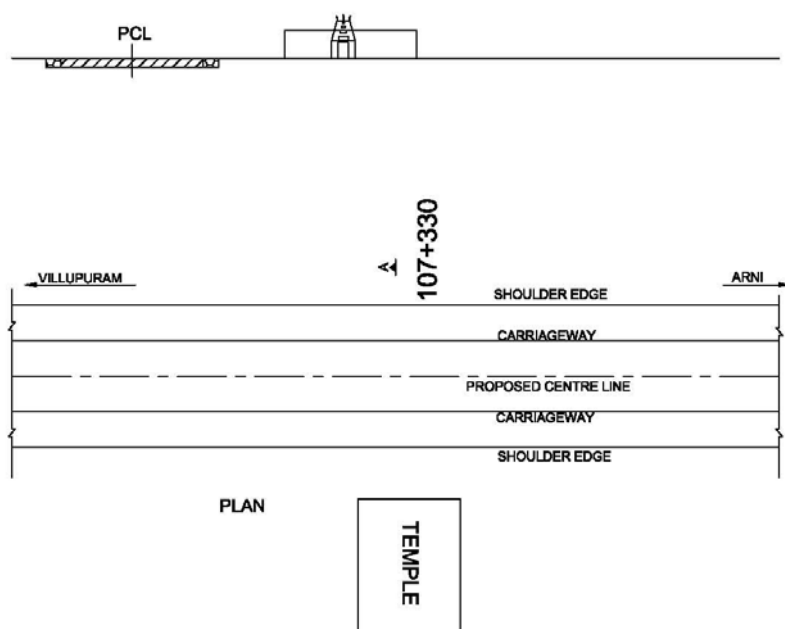 PCL
A
107+330
VILLUPURAM
ARNI
SHOULDER EDGE
CARRIAGEWAY
PROPOSED CENTRE LINE
CARRIAGEWAY
SHOULDER EDGE
PLAN
TEMPLE